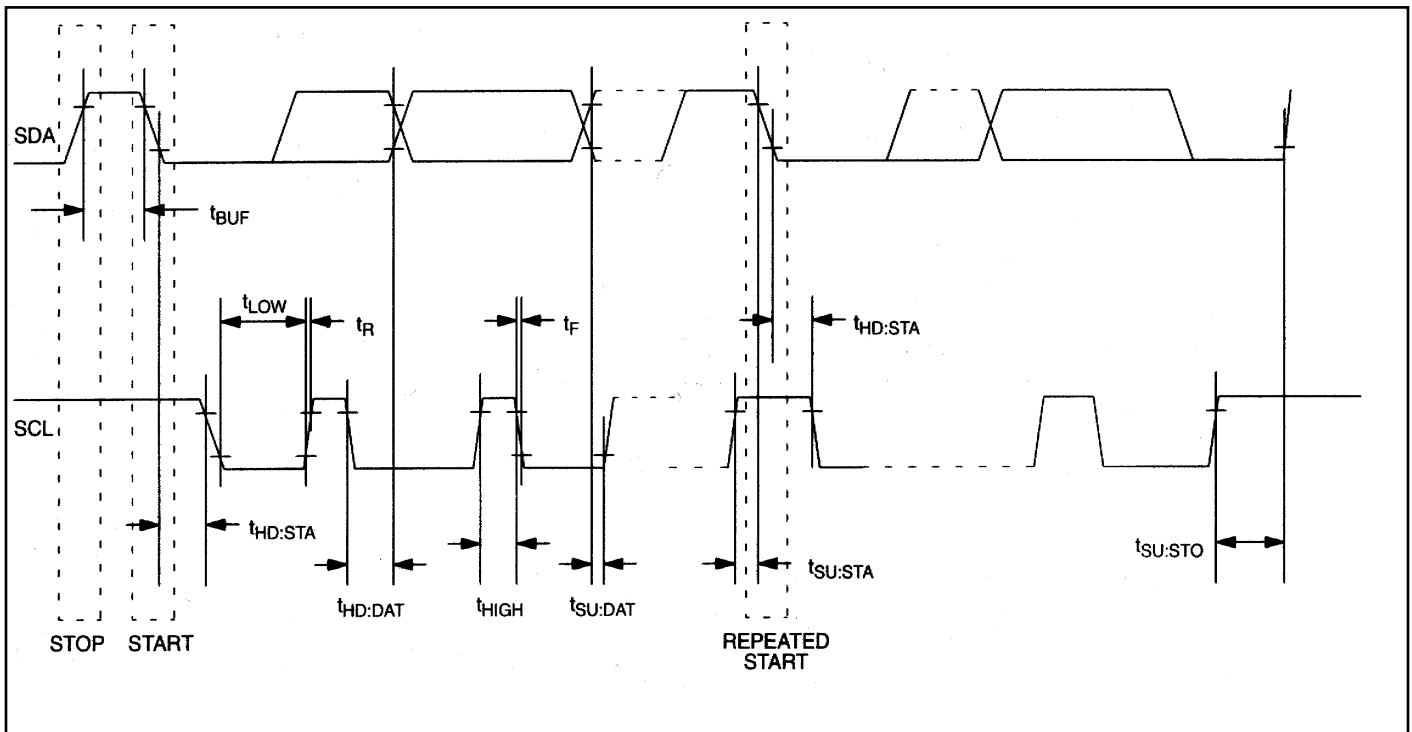 SDA
tBUF
tLOW
tR
tF
tHD:STA
SCL
tHD:STA
tHD:DAT
tHIGH
tSU:DAT
tSU:STA
tSU:STO
STOP
START
REPEATED
START